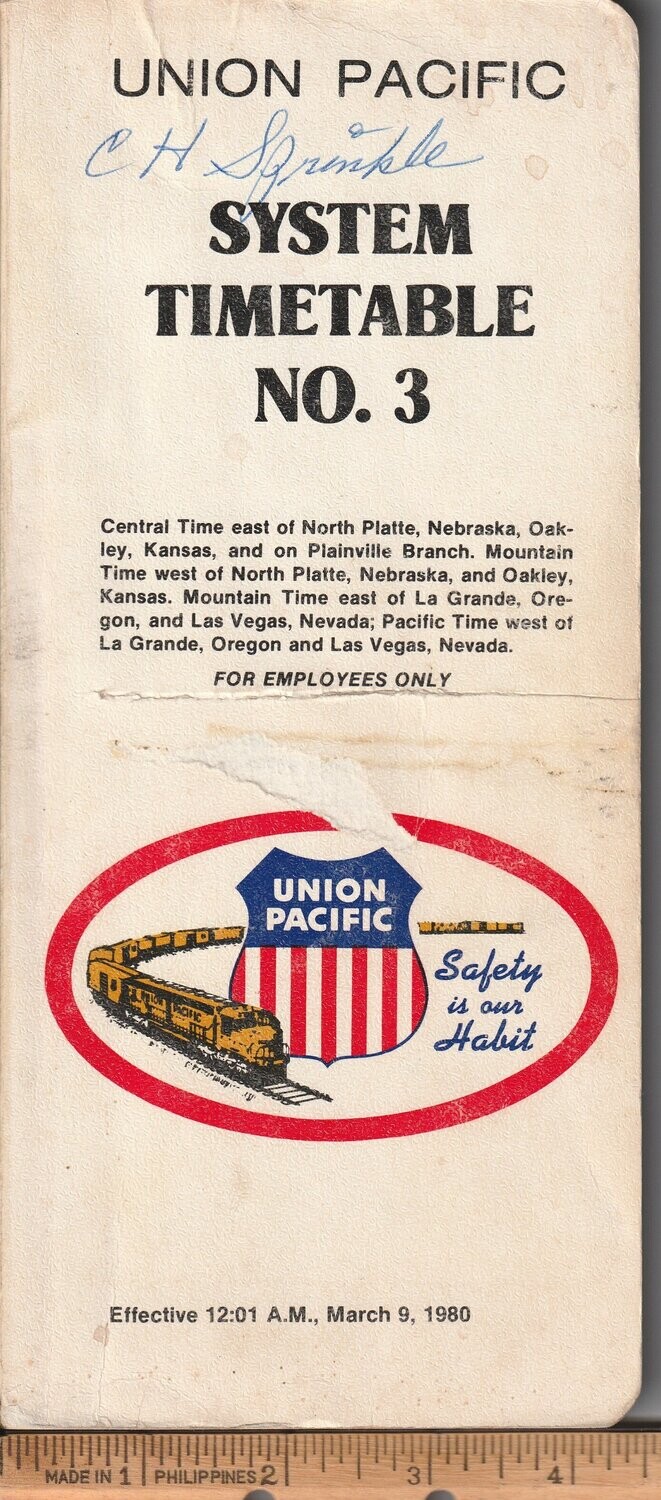 UNION PACIFIC
C H Sprinkle
SYSTEM
TIMETABLE
NO. 3
Central Time east of North Platte, Nebraska, Oak-
ley, Kansas, and on Plainville Branch. Mountain
Time west of North Platte, Nebraska, and Oakley,
Kansas. Mountain Time east of La Grande, Ore-
gon, and Las Vegas, Nevada; Pacific Time west of
La Grande, Oregon and Las Vegas, Nevada.
FOR EMPLOYEES ONLY
UNION
PACIFIC
Safety
is our
Habit
UNION PACIFIC
Effective 12:01 A.M., March 9, 1980
MADE IN 1 PHILIPPINES 2 3 4